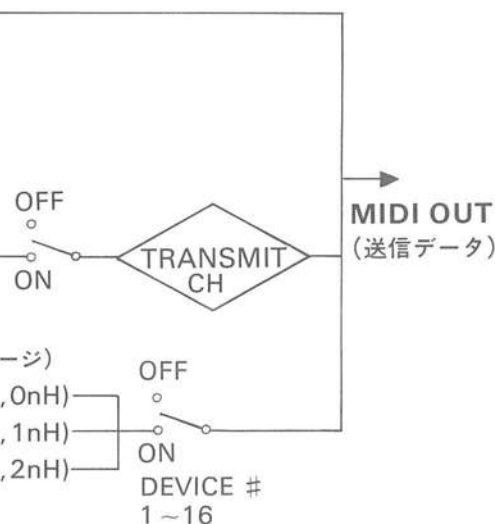 OFF
MIDI OUT
(送信データ)
TRANSMIT
CH
ON
ージ)
OFF
,0nH)
,1nH)
ON
,2nH)
DEVICE #
1~16